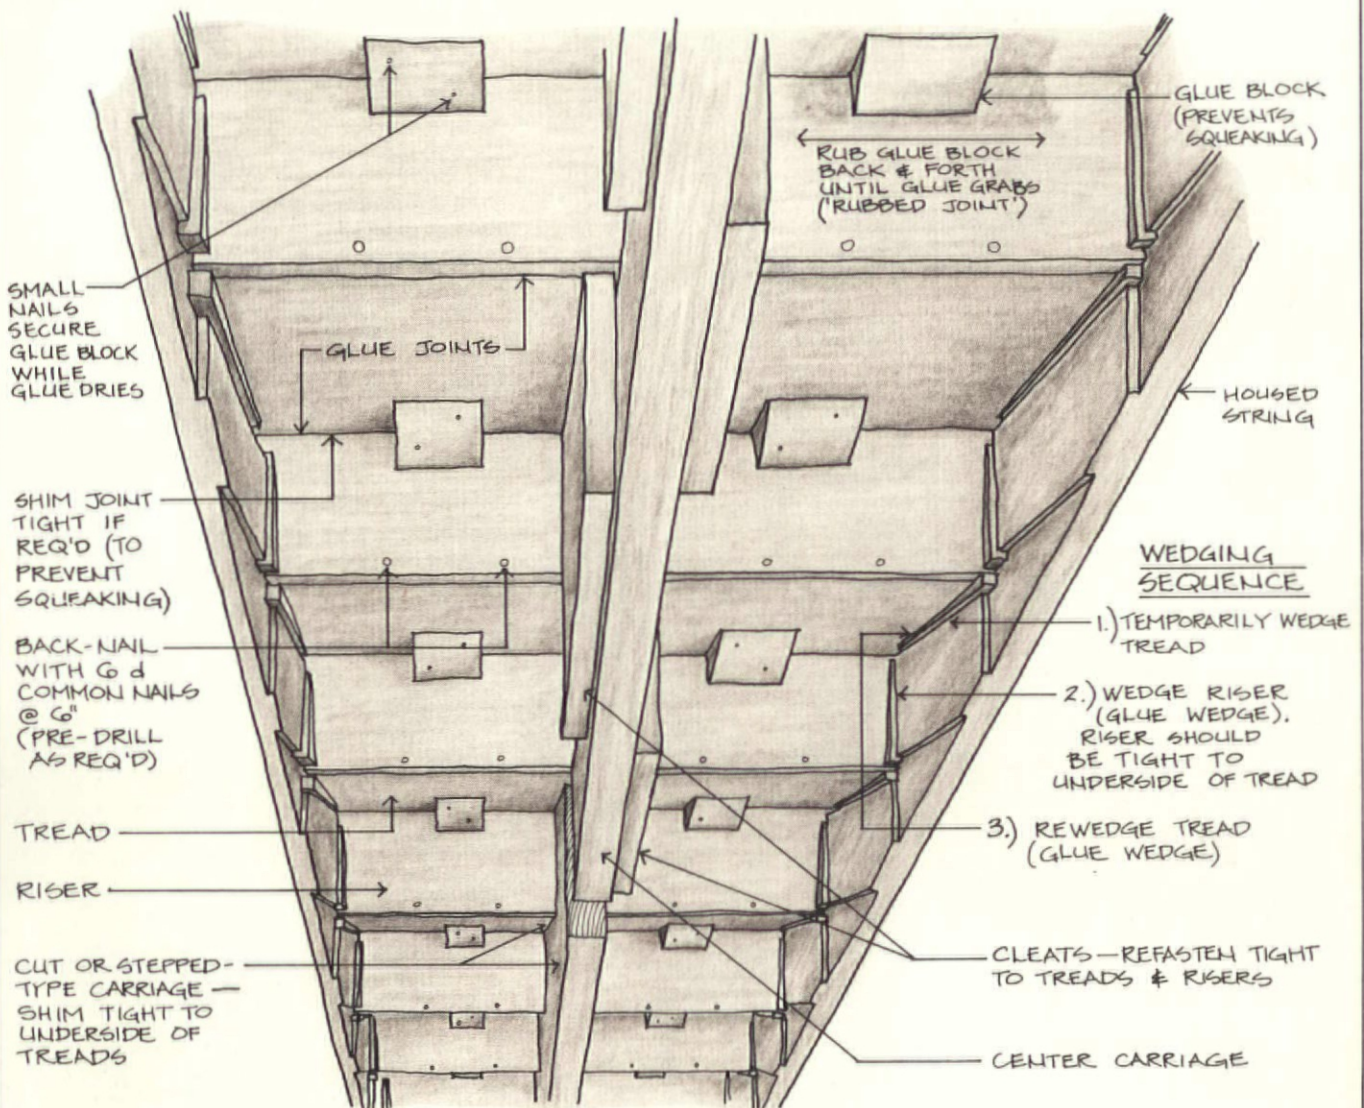 GLUE BLOCK
(PREVENTS
SQUEAKING)
RUB GLUE BLOCK
BACK & FORTH
UNTIL GLUE GRABS
('RUBBED JOINT')
SMALL
NAILS
SECURE
GLUE BLOCK
WHILE
GLUE DRIES
GLUE JOINTS
HOUSED
STRING
SHIM JOINT
TIGHT IF
REQ'D (TO
PREVENT
SQUEAKING)
BACK-NAIL
WITH 6 d
COMMON NAILS
@ 6"
(PRE-DRILL
AS REQ'D)
TREAD
RISER
CUT OR STEPPED-
TYPE CARRIAGE —
SHIM TIGHT TO
UNDERSIDE OF
TREADS
WEDGING
SEQUENCE
1.) TEMPORARILY WEDGE
TREAD
2.) WEDGE RISER
(GLUE WEDGE).
RISER SHOULD
BE TIGHT TO
UNDERSIDE OF TREAD
3.) REWEDGE TREAD
(GLUE WEDGE)
CLEATS — REFASTEN TIGHT
TO TREADS & RISERS
CENTER CARRIAGE